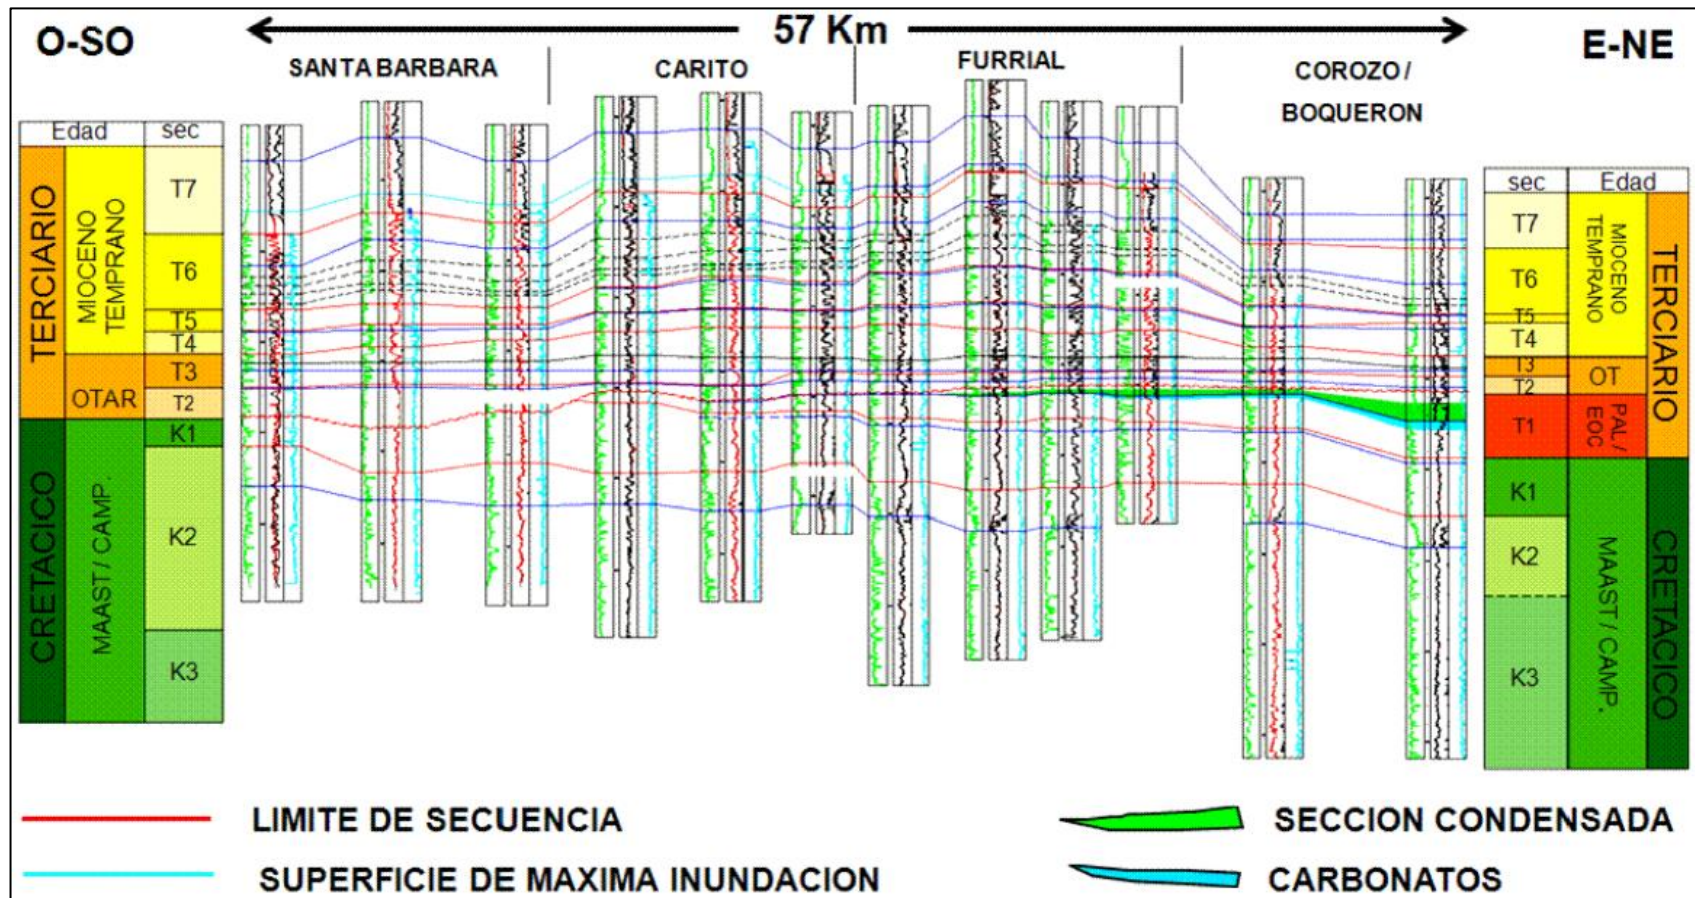 O-SO
57 Km
E-NE
SANTA BARBARA
CARITO
FURRIAL
COROZO /
BOQUERON
Edad
sec
TERCIARIO
MIOCENO
TEMPRANO
T7
T6
T5
T4
OTAR
T3
T2
CRETACICO
MAAST / CAMP.
K1
K2
K3
sec
Edad
T7
T6
T5
T4
MIOCENO
TEMPRANO
TERCIARIO
T3
T2
OT
T1
PAL /
EOC
K1
K2
K3
MAAST / CAMP.
CRETACICO
LIMITE DE SECUENCIA
SECCION CONDENSADA
SUPERFICIE DE MAXIMA INUNDACION
CARBONATOS